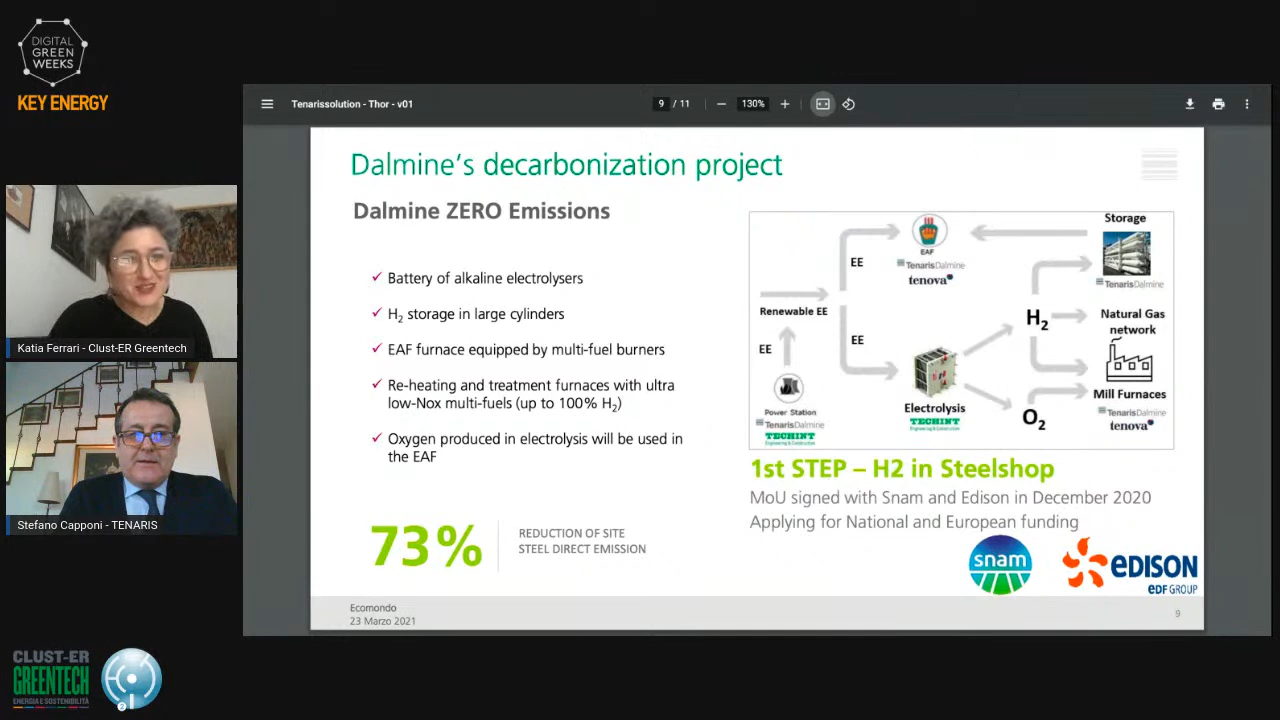 DIGITAL
GREEN
WEEKS
KEY ENERGY
Tenarissolution - Thor - v01
9 / 11
130%
Katia Ferrari - Clust-ER Greentech
Stefano Capponi - TENARIS
CLUST-ER
GREENTECH
ENERGIA E SOSTENIBILITÀ
Dalmine's decarbonization project
Dalmine ZERO Emissions
✓ Battery of alkaline electrolysers
✓ H₂ storage in large cylinders
✓ EAF furnace equipped by multi-fuel burners
✓ Re-heating and treatment furnaces with ultra
low-Nox multi-fuels (up to 100% H₂)
✓ Oxygen produced in electrolysis will be used in
the EAF
73%
REDUCTION OF SITE
STEEL DIRECT EMISSION
Storage
EAF
TenarisDalmine
tenova
EE
TenarisDalmine
Renewable EE
H₂
Natural Gas
network
EE
EE
Electrolysis
TECHINT
Engineering & Construction
Power Station
TenarisDalmine
TECHINT
Engineering & Construction
O₂
Mill Furnaces
TenarisDalmine
tenova
1st STEP – H2 in Steelshop
MoU signed with Snam and Edison in December 2020
Applying for National and European funding
snam
EDISON
EDF GROUP
Ecomondo
23 Marzo 2021
9